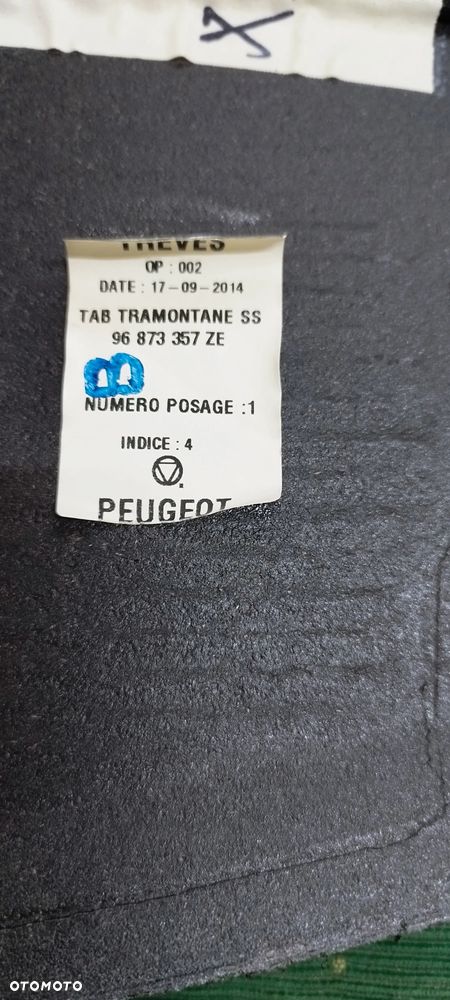 X
TREVES
OP : 002
DATE : 17-09-2014
TAB TRAMONTANE SS
96 873 357 ZE
B
NUMERO POSAGE :1
INDICE : 4
PEUGEOT
OTOMOTO